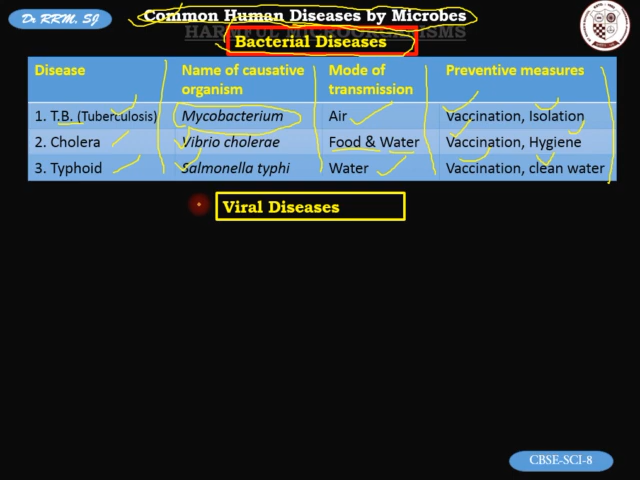 Dr RRM, SJ
Common Human Diseases by Microbes
HARMFUL MICROORGANISMS
Bacterial Diseases
Disease Name of causative organism Mode of transmission Preventive measures
1. T.B. (Tuberculosis) Mycobacterium Air Vaccination, Isolation
2. Cholera Vibrio cholerae Food & Water Vaccination, Hygiene
3. Typhoid Salmonella typhi Water Vaccination, clean water
Viral Diseases
CBSE-SCI-8